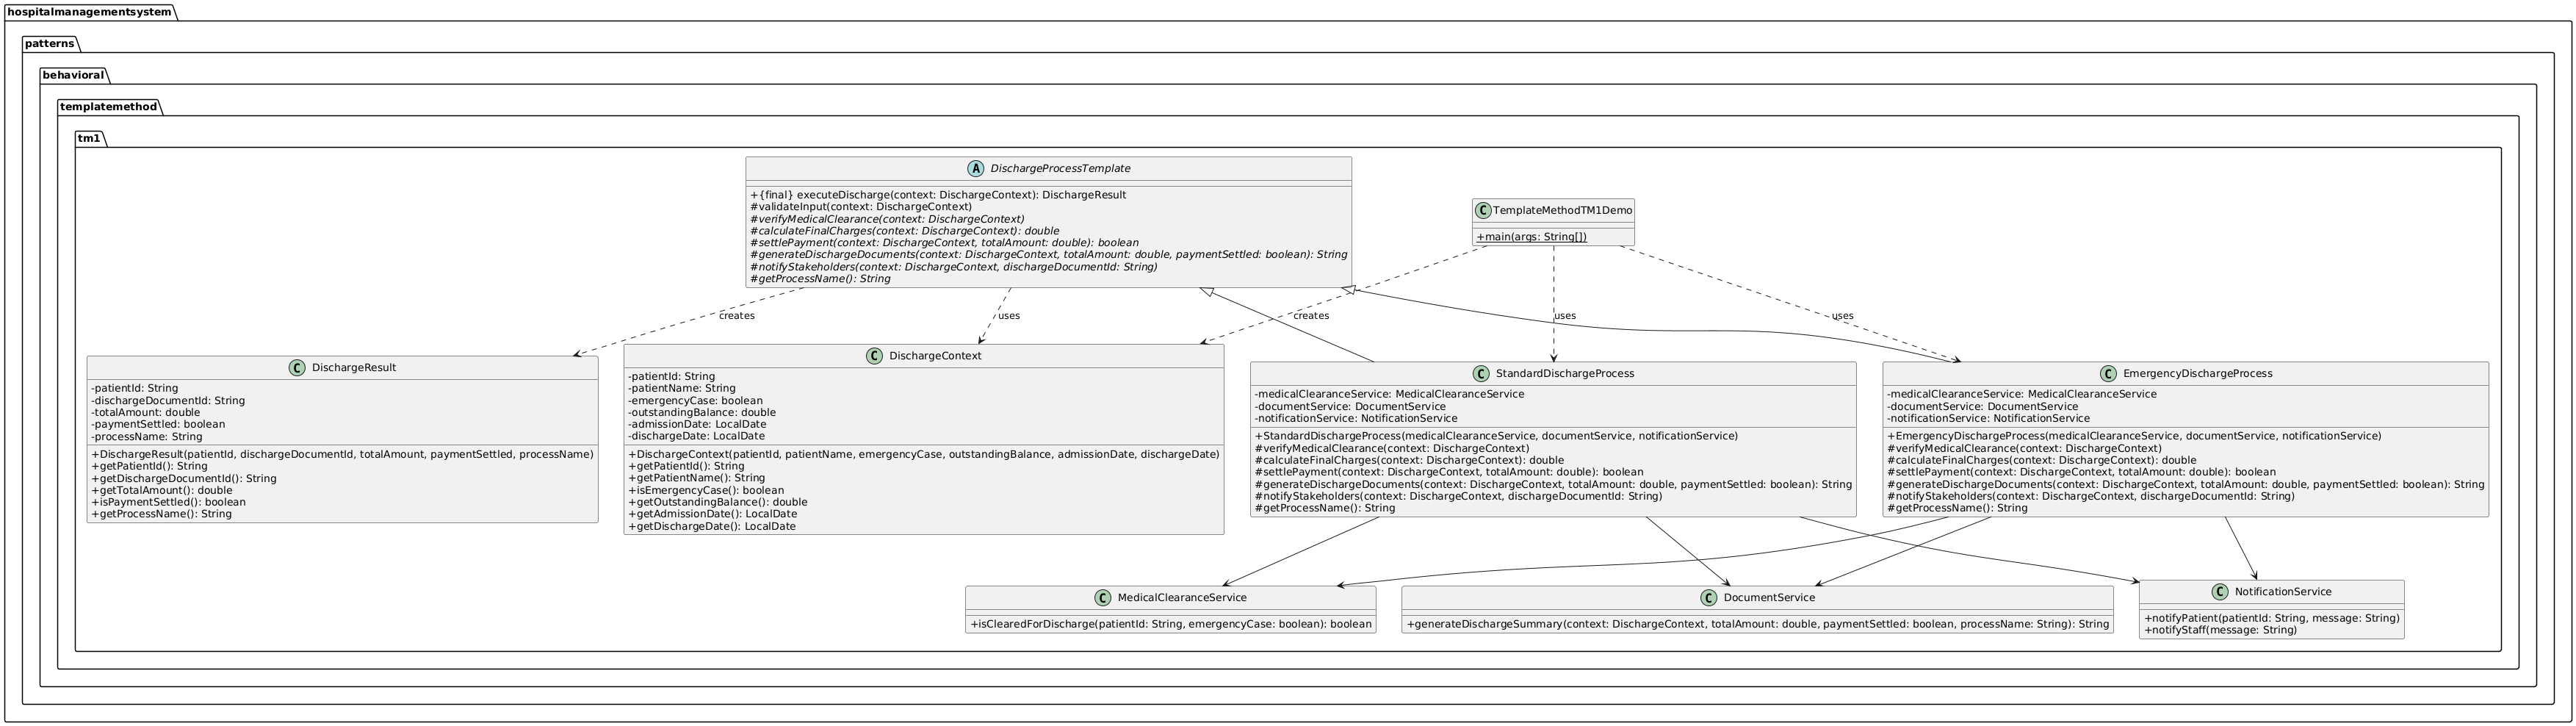 hospitalmanagementsystem
patterns
behavioral
templatemethod
tm1
A DischargeProcessTemplate
+{final} executeDischarge(context: DischargeContext): DischargeResult
#validateInput(context: DischargeContext)
#verifyMedicalClearance(context: DischargeContext)
#calculateFinalCharges(context: DischargeContext): double
#settlePayment(context: DischargeContext, totalAmount: double): boolean
#generateDischargeDocuments(context: DischargeContext, totalAmount: double, paymentSettled: boolean): String
#notifyStakeholders(context: DischargeContext, dischargeDocumentId: String)
#getProcessName(): String
C TemplateMethodTM1Demo
+main(args: String[])
creates
uses
creates
uses
uses
C DischargeResult
-patientId: String
-dischargeDocumentId: String
-totalAmount: double
-paymentSettled: boolean
-processName: String
+DischargeResult(patientId, dischargeDocumentId, totalAmount, paymentSettled, processName)
+getPatientId(): String
+getDischargeDocumentId(): String
+getTotalAmount(): double
+isPaymentSettled(): boolean
+getProcessName(): String
C DischargeContext
-patientId: String
-patientName: String
-emergencyCase: boolean
-outstandingBalance: double
-admissionDate: LocalDate
-dischargeDate: LocalDate
+DischargeContext(patientId, patientName, emergencyCase, outstandingBalance, admissionDate, dischargeDate)
+getPatientId(): String
+getPatientName(): String
+isEmergencyCase(): boolean
+getOutstandingBalance(): double
+getAdmissionDate(): LocalDate
+getDischargeDate(): LocalDate
C StandardDischargeProcess
-medicalClearanceService: MedicalClearanceService
-documentService: DocumentService
-notificationService: NotificationService
+StandardDischargeProcess(medicalClearanceService, documentService, notificationService)
#verifyMedicalClearance(context: DischargeContext)
#calculateFinalCharges(context: DischargeContext): double
#settlePayment(context: DischargeContext, totalAmount: double): boolean
#generateDischargeDocuments(context: DischargeContext, totalAmount: double, paymentSettled: boolean): String
#notifyStakeholders(context: DischargeContext, dischargeDocumentId: String)
#getProcessName(): String
C EmergencyDischargeProcess
-medicalClearanceService: MedicalClearanceService
-documentService: DocumentService
-notificationService: NotificationService
+EmergencyDischargeProcess(medicalClearanceService, documentService, notificationService)
#verifyMedicalClearance(context: DischargeContext)
#calculateFinalCharges(context: DischargeContext): double
#settlePayment(context: DischargeContext, totalAmount: double): boolean
#generateDischargeDocuments(context: DischargeContext, totalAmount: double, paymentSettled: boolean): String
#notifyStakeholders(context: DischargeContext, dischargeDocumentId: String)
#getProcessName(): String
C MedicalClearanceService
+isClearedForDischarge(patientId: String, emergencyCase: boolean): boolean
C DocumentService
+generateDischargeSummary(context: DischargeContext, totalAmount: double, paymentSettled: boolean, processName: String): String
C NotificationService
+notifyPatient(patientId: String, message: String)
+notifyStaff(message: String)